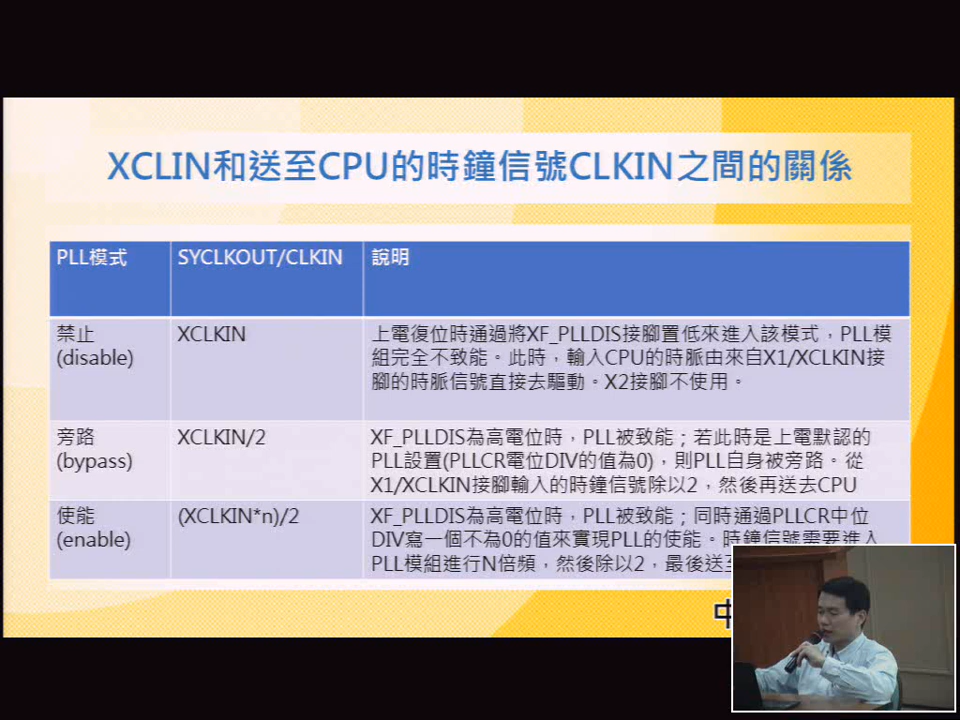 XCLIN和送至CPU的時鐘信號CLKIN之間的關係
PLL模式
SYCLKOUT/CLKIN
說明
禁止
(disable)
XCLKIN
上電復位時通過將XF_PLLDIS接腳置低來進入該模式，PLL模
組完全不致能。此時，輸入CPU的時脈由來自X1/XCLKIN接
腳的時脈信號直接去驅動。X2接腳不使用。
旁路
(bypass)
XCLKIN/2
XF_PLLDIS為高電位時，PLL被致能；若此時是上電默認的
PLL設置(PLLCR電位DIV的值為0)，則PLL自身被旁路。從
X1/XCLKIN接腳輸入的時鐘信號除以2，然後再送去CPU
使能
(enable)
(XCLKIN*n)/2
XF_PLLDIS為高電位時，PLL被致能；同時通過PLLCR中位
DIV寫一個不為0的值來實現PLL的使能。時鐘信號需要進入
PLL模組進行N倍頻，然後除以2，最後送至
中